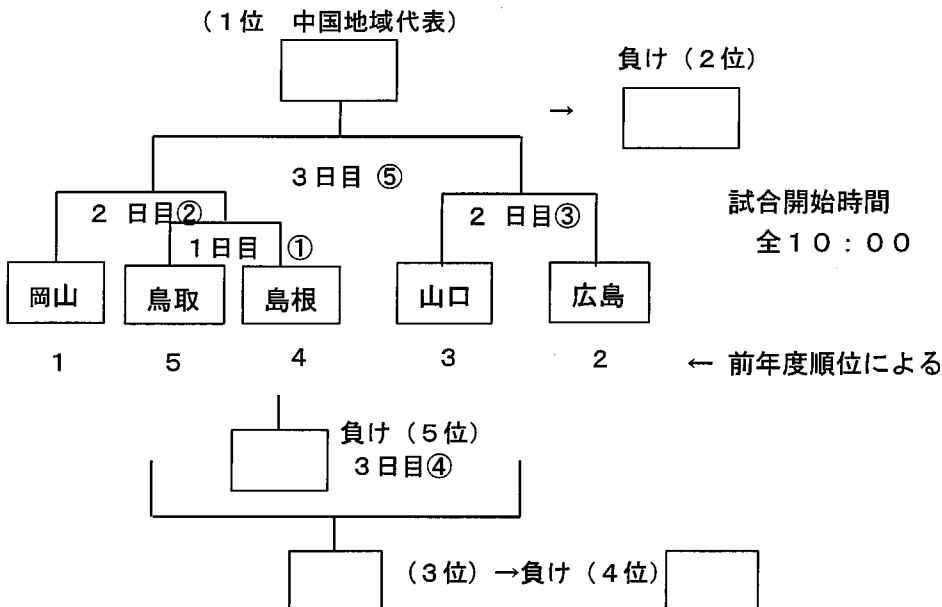 (1位 中国地域代表)
負け(2位)
→
3日目 ⑤
2 日目②
2 日目③
試合開始時間
1日目 ①
全10:00
岡山 鳥取 島根 山口 広島
1 5 4 3 2 ← 前年度順位による
負け(5位)
3日目④
(3位)→負け(4位)